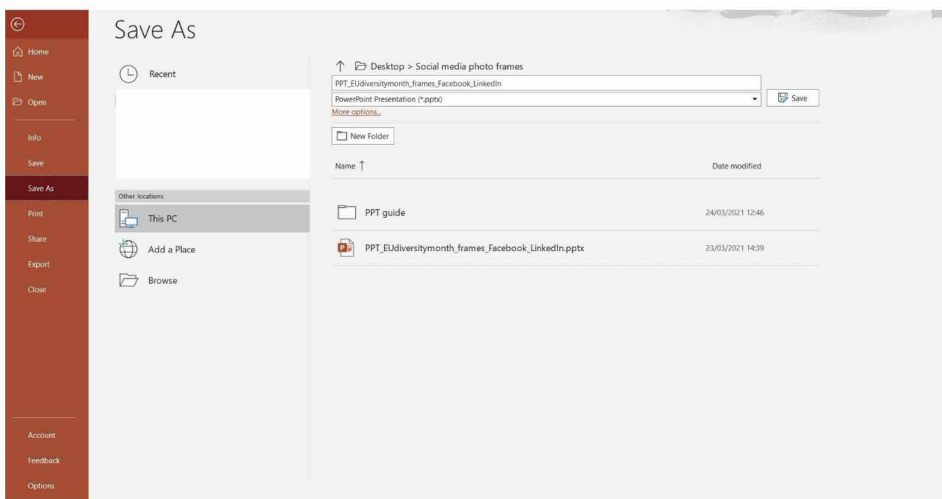 Save As
Home
New
Open
Info
Save
Save As
Print
Share
Export
Close
Account
Feedback
Options
Recent
Other locations
This PC
Add a Place
Browse
Desktop > Social media photo frames
PPT_EUdiversitymonth_frames_Facebook_LinkedIn
PowerPoint Presentation (*.pptx)
Save
More options...
New Folder
Name Date modified
PPT guide 24/03/2021 12:46
PPT_EUdiversitymonth_frames_Facebook_LinkedIn.pptx 23/03/2021 14:39